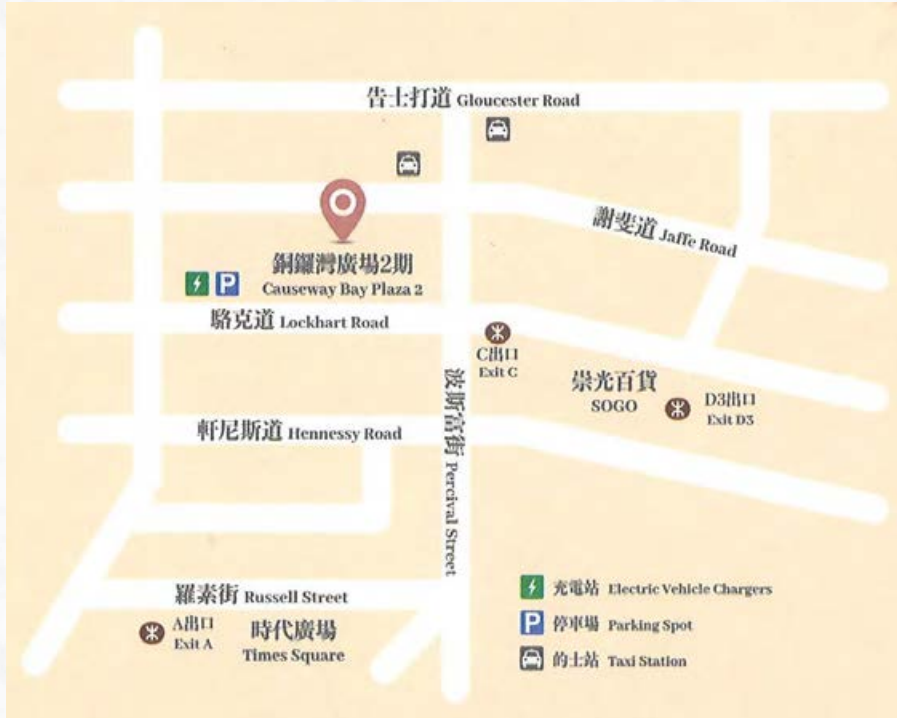 告士打道 Gloucester Road
謝斐道 Jaffe Road
銅鑼灣廣場2期
Causeway Bay Plaza 2
P
駱克道 Lockhart Road
C出口
Exit C
崇光百貨
SOGO
D3出口
Exit D3
波斯富街 Percival Street
軒尼斯道 Hennessy Road
羅素街 Russell Street
A出口
Exit A
時代廣場
Times Square
充電站 Electric Vehicle Chargers
P 停車場 Parking Spot
的士站 Taxi Station